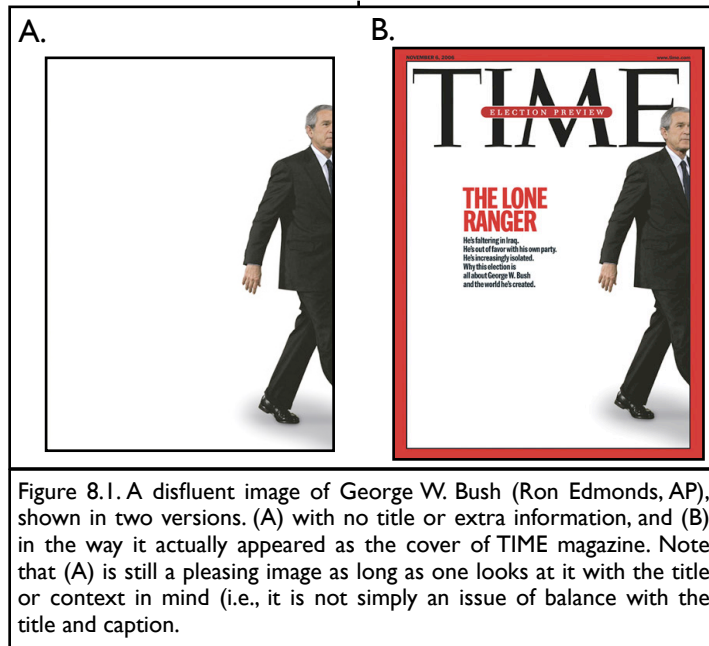 A.
B.
NOVEMBER 6, 2006 www.time.com
TIME
ELECTION PREVIEW
THE LONE
RANGER
He's faltering in Iraq.
He's out of favor with his own party.
He's increasingly isolated.
Why this election is
all about George W. Bush
and the world he's created.
Figure 8.1. A disfluent image of George W. Bush (Ron Edmonds, AP),
shown in two versions. (A) with no title or extra information, and (B)
in the way it actually appeared as the cover of TIME magazine. Note
that (A) is still a pleasing image as long as one looks at it with the title
or context in mind (i.e., it is not simply an issue of balance with the
title and caption.